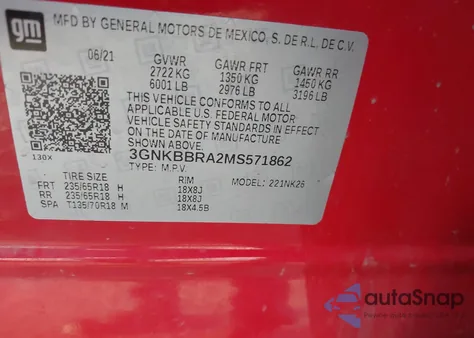 gm
MFD BY GENERAL MOTORS DE MEXICO, S. DE R.L. DE C.V.
06/21 GVWR GAWR FRT GAWR RR
2722 KG 1350 KG 1450 KG
6001 LB 2976 LB 3196 LB
THIS VEHICLE CONFORMS TO ALL
APPLICABLE U.S. FEDERAL MOTOR
VEHICLE SAFETY STANDARDS IN
EFFECT ON THE DATE OF MANUFACTURE
SHOWN ABOVE.
130X 3GNKBBRA2MS571862
TYPE: M.P.V. MODEL: 221NK26
TIRE SIZE RIM
FRT 235/65R18 H 18X8J
RR 235/65R18 H 18X8J
SPA T135/70R18 M 18X4.5B
autoSnap